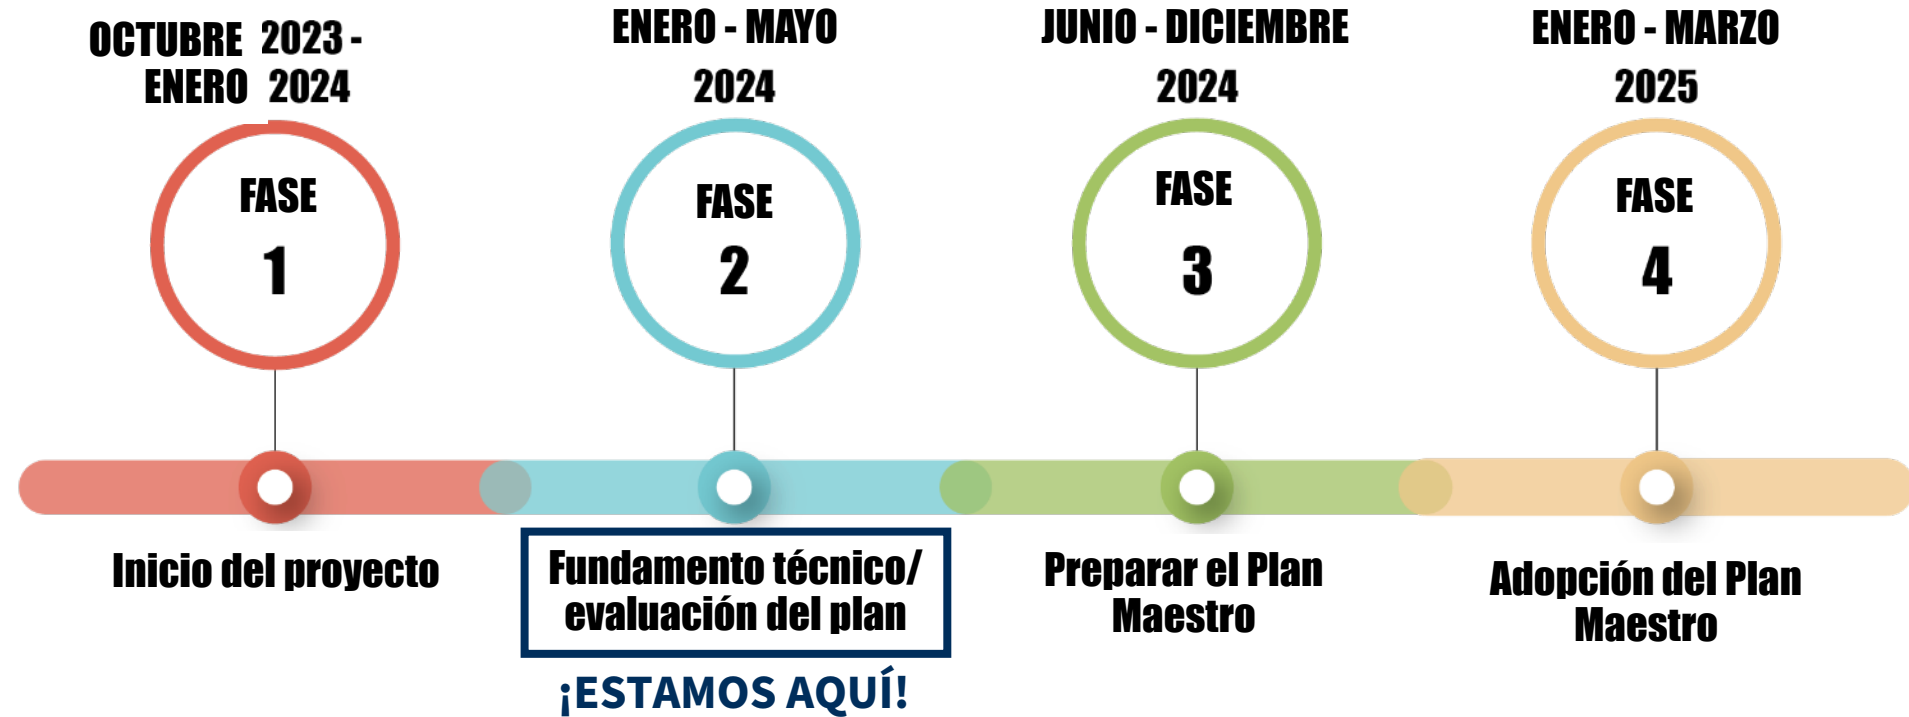 OCTUBRE 2023 -
ENERO 2024
FASE
1
Inicio del proyecto
ENERO - MAYO
2024
FASE
2
Fundamento técnico/
evaluación del plan
¡ESTAMOS AQUÍ!
JUNIO - DICIEMBRE
2024
FASE
3
Preparar el Plan
Maestro
ENERO - MARZO
2025
FASE
4
Adopción del Plan
Maestro